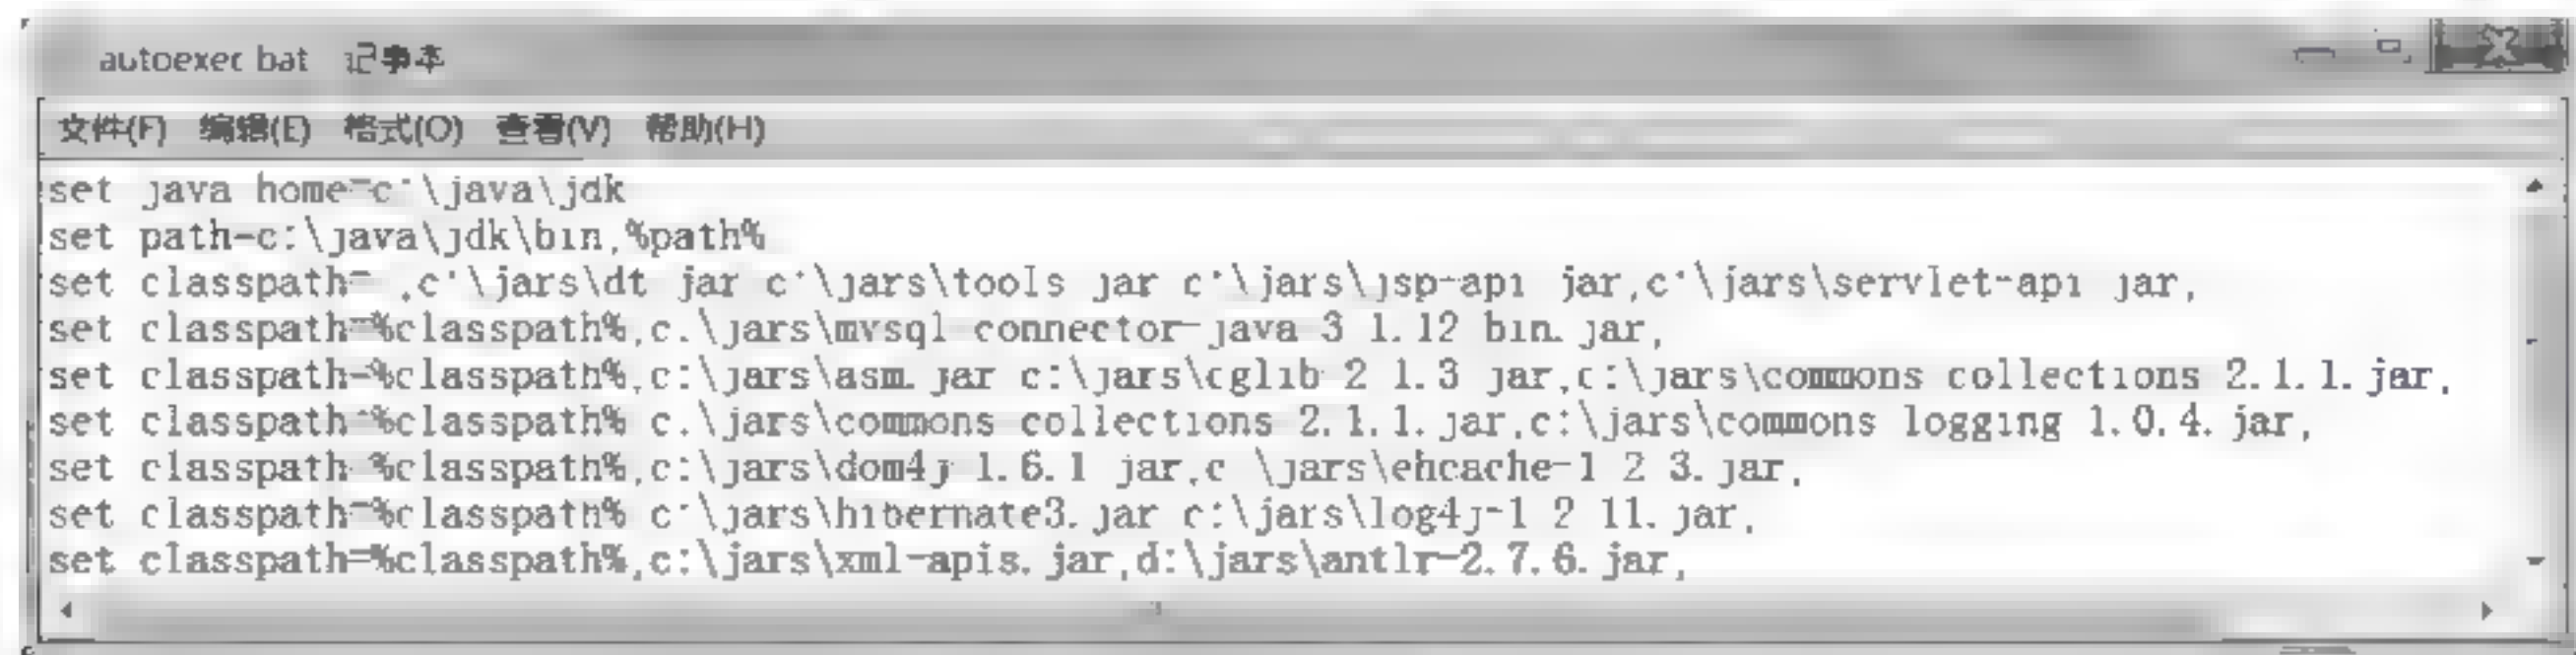 autoexec bat 记事本
文件(F) 编辑(E) 格式(O) 查看(V) 帮助(H)
set java home=c:\java\jdk
set path=c:\java\jdk\bin;%path%
set classpath= .c:\jars\dt jar c:\jars\tools jar c:\jars\jsp-api jar;c:\jars\servlet-api jar;
set classpath=%classpath%;c:\jars\mysql-connector-java-3 1.12 bin.jar;
set classpath=%classpath%;c:\jars\asm.jar c:\jars\cglib-2 1.3 jar;c:\jars\commons collections 2.1.1.jar;
set classpath=%classpath% c:\jars\commons collections 2.1.1.jar;c:\jars\commons logging 1.0.4.jar;
set classpath=%classpath%;c:\jars\dom4j 1.6.1 jar;c \jars\ehcache-1 2 3.jar;
set classpath=%classpath% c:\jars\hibernate3.jar c:\jars\log4j-1 2 11.jar;
set classpath=%classpath%;c:\jars\xml-apis.jar;d:\jars\antlr-2.7.6.jar;